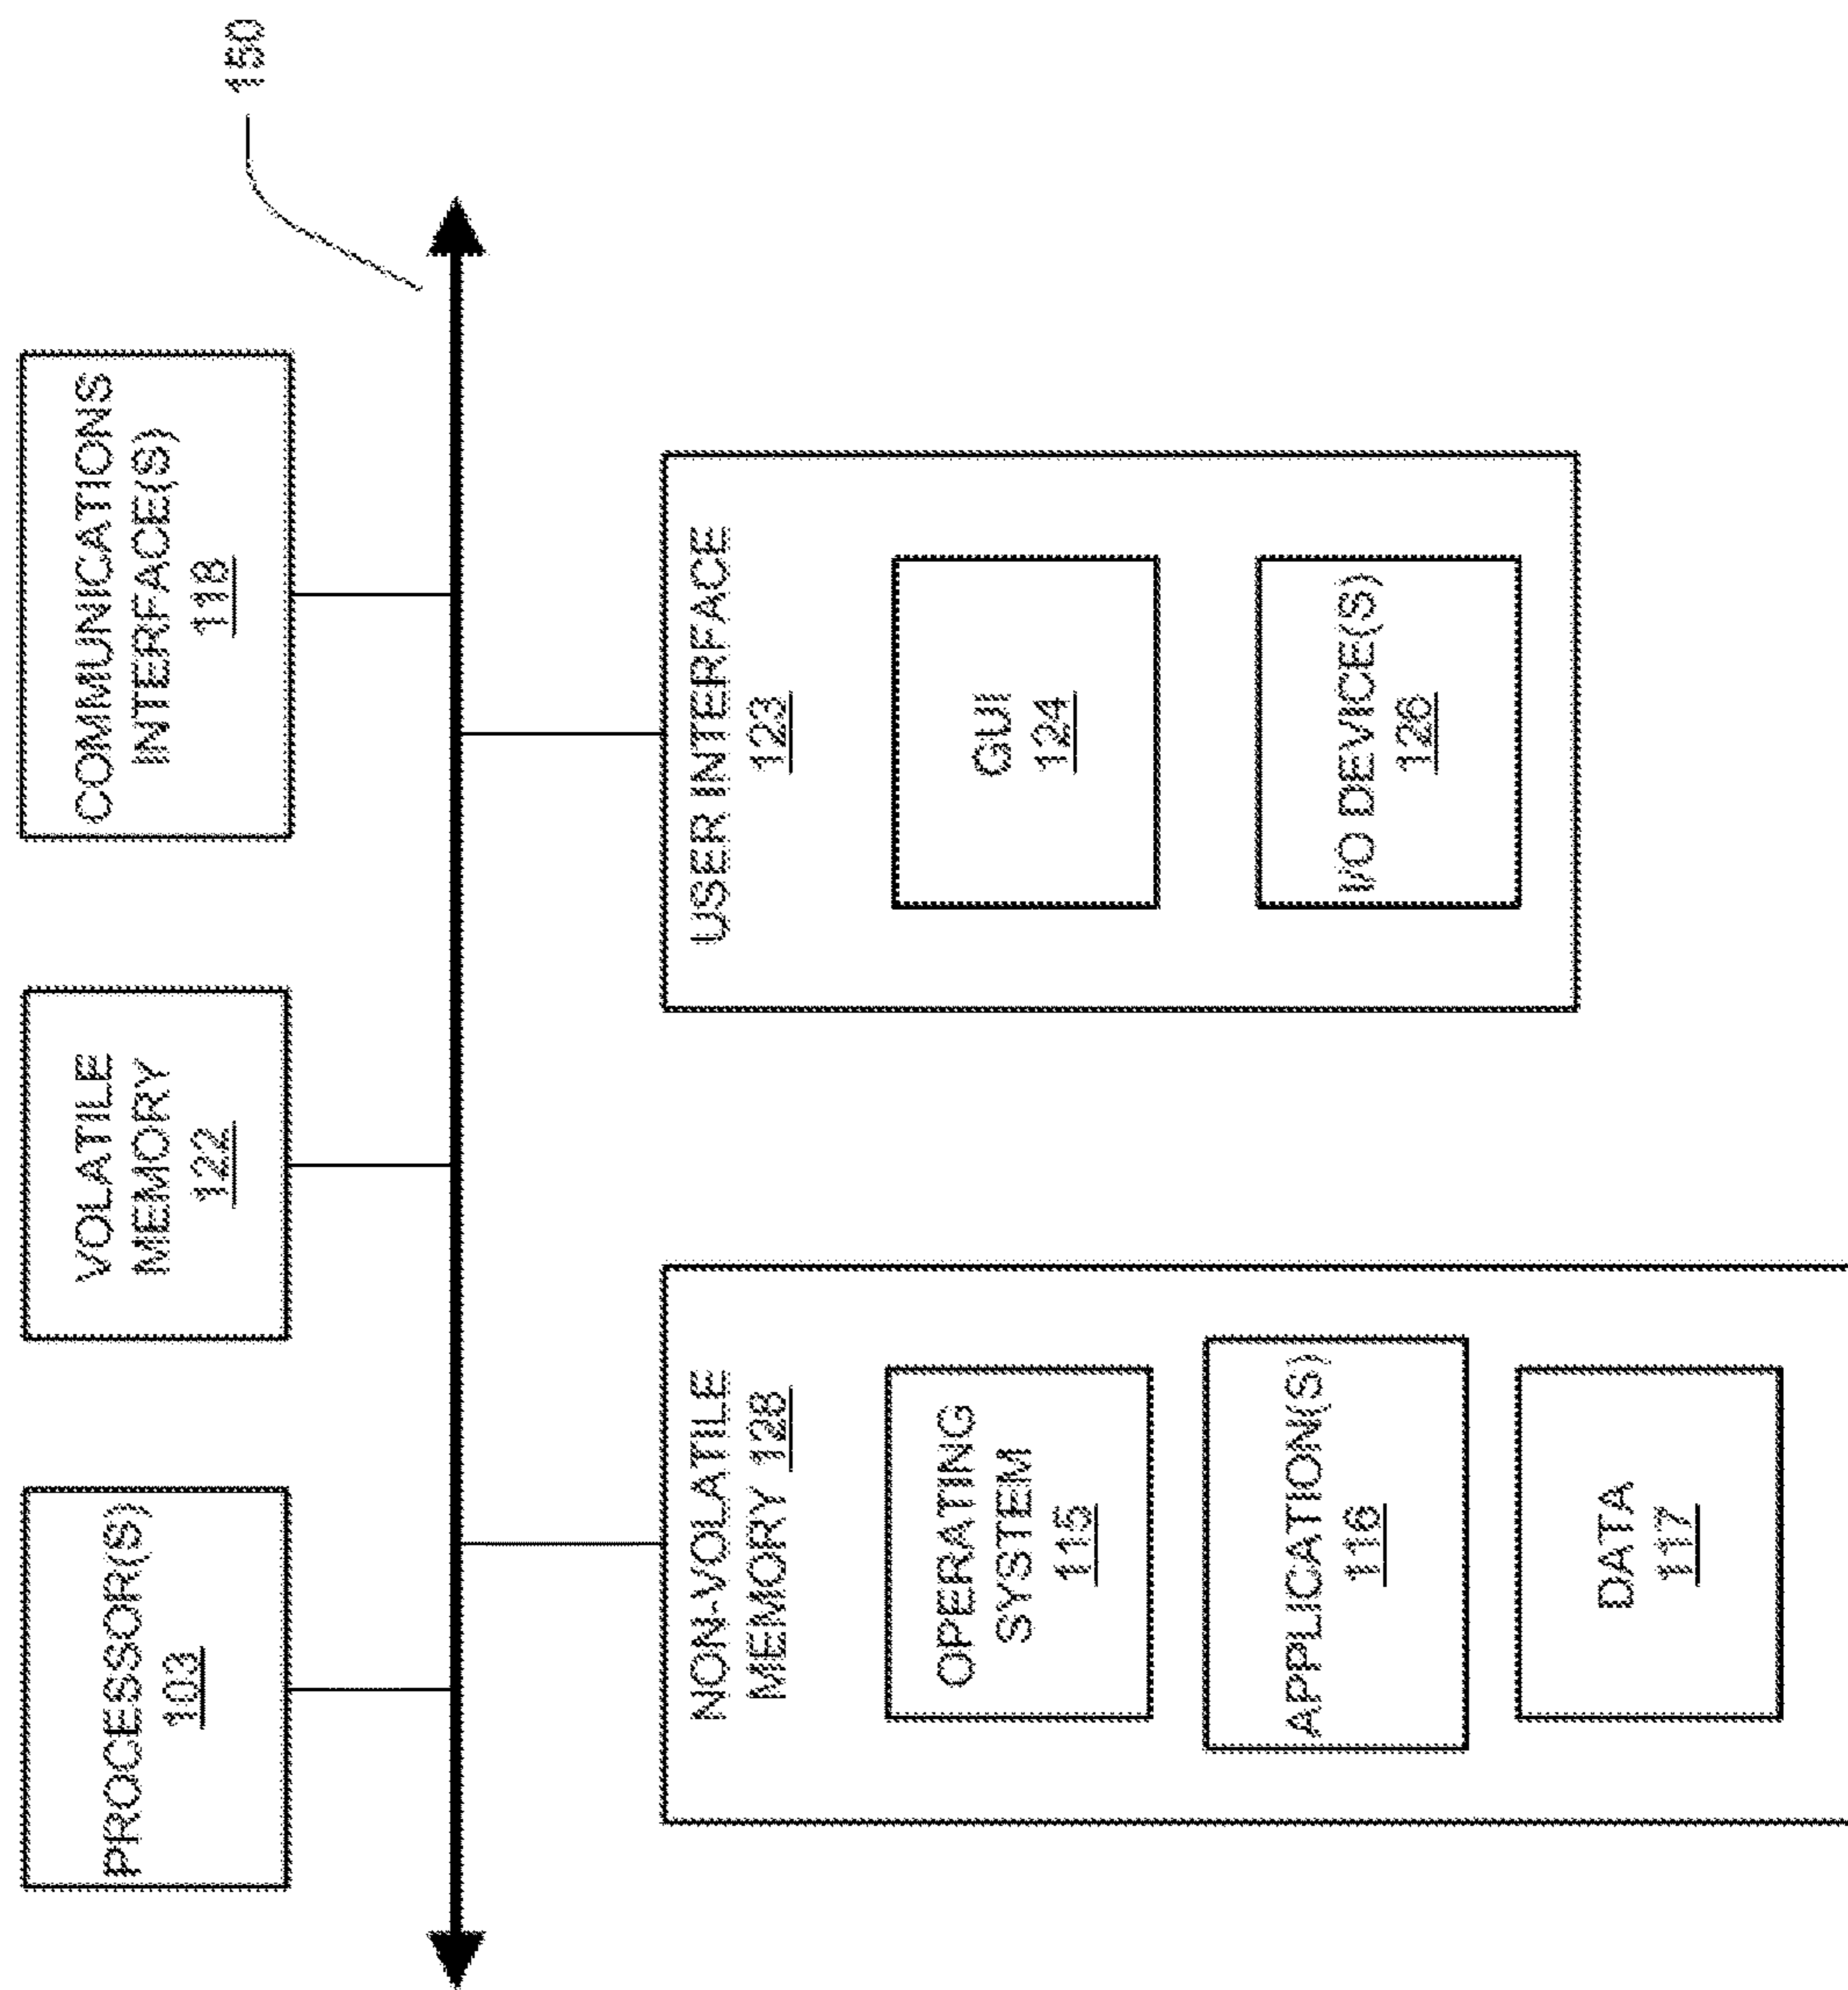 PROCESSOR(S)
103
VOLATILE
MEMORY
122
COMMUNICATIONS
INTERFACE(S)
118
150
NON-VOLATILE
MEMORY 128
OPERATING
SYSTEM
115
APPLICATION(S)
116
DATA
117
USER INTERFACE
123
GUI
124
I/O DEVICE(S)
126